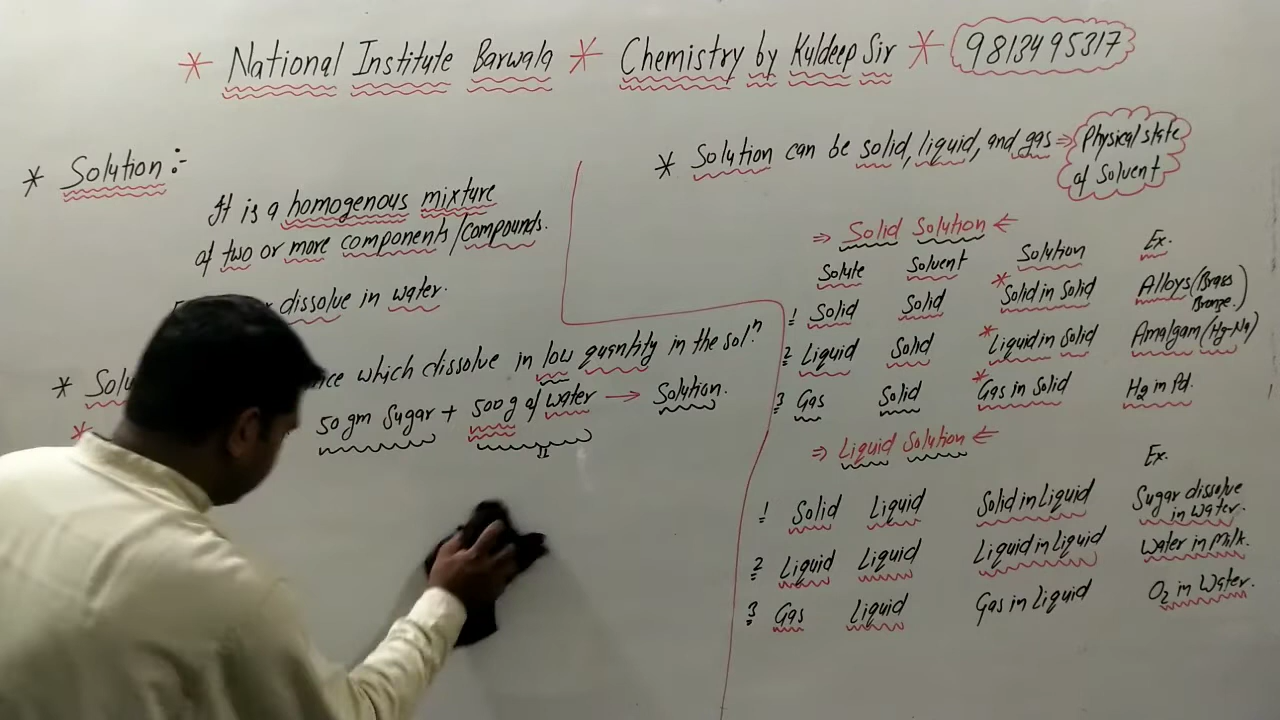 * National Institute Barwala * Chemistry by Kuldeep Sir * 9813495317
* Solution :-
It is a homogenous mixture
of two or more components/compounds.
dissolve in water.
* Solu
which dissolve in low quantity in the solⁿ
*
50 gm Sugar + 500g of water → Solution.
II
* Solution can be solid, liquid, and gas ⇒ Physical state
of Solvent
⇒ Solid Solution ⇐
Solute Solvent Solution Ex.
1 Solid Solid * Solid in Solid Alloys (Brass
Bronze.)
2 Liquid Solid * Liquid in Solid Amalgam (Hg-Na)
3 Gas Solid * Gas in Solid H2 in Pd.
⇒ Liquid Solution ⇐
Ex.
1 Solid Liquid Solid in Liquid Sugar dissolve
in water.
2 Liquid Liquid Liquid in Liquid Water in Milk.
3 Gas Liquid Gas in Liquid O2 in Water.